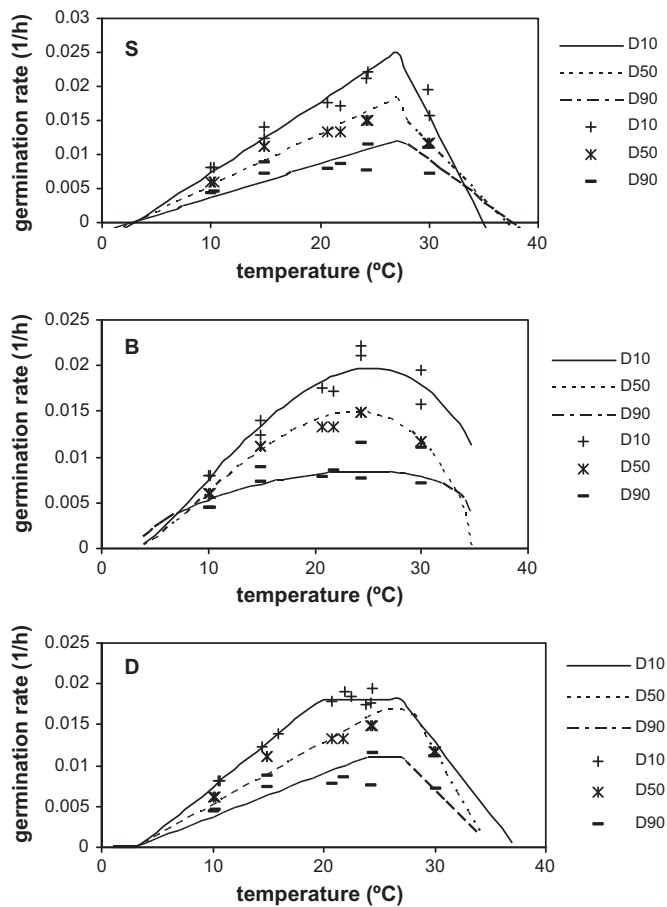 S
germination rate (1/h)
0.03
0.025
0.02
0.015
0.01
0.005
0
0 10 20 30 40
temperature (ºC)
D10
D50
D90
D10
D50
D90
B
germination rate (1/h)
0.025
0.02
0.015
0.01
0.005
0
0 10 20 30 40
temperature (ºC)
D10
D50
D90
D10
D50
D90
D
germination rate (1/h)
0.025
0.02
0.015
0.01
0.005
0
0 10 20 30 40
temperature (ºC)
D10
D50
D90
D10
D50
D90